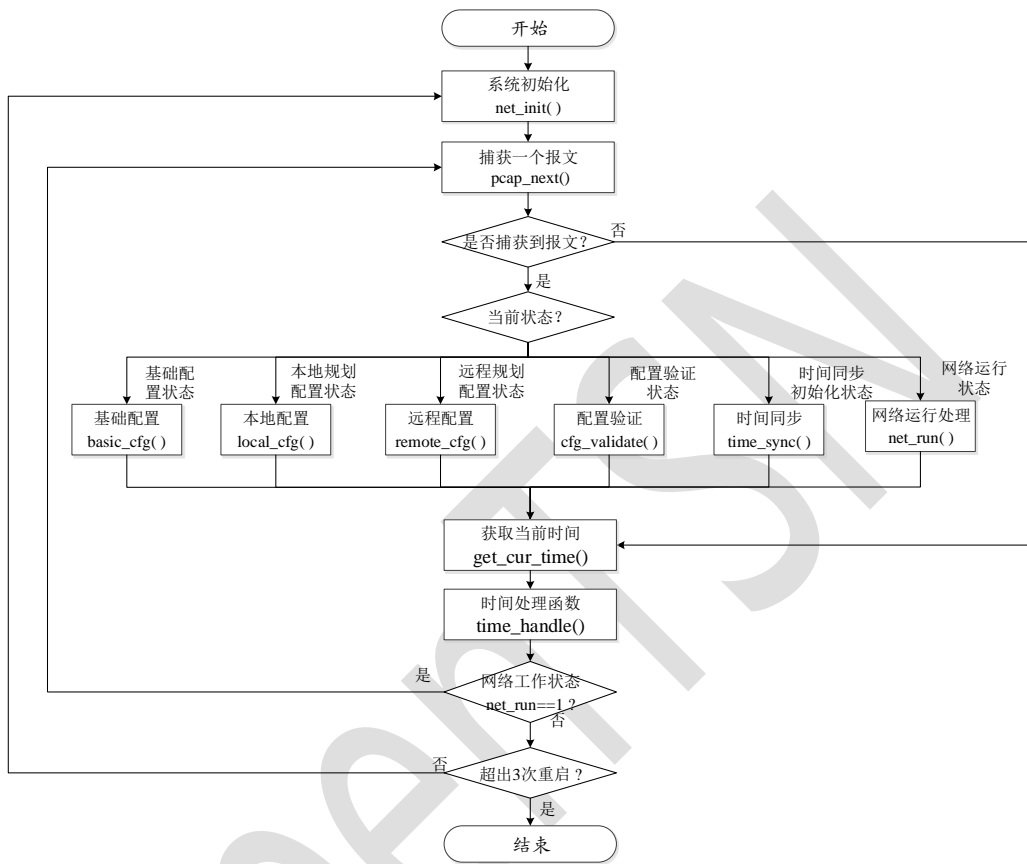 开始
系统初始化
net_init( )
捕获一个报文
pcap_next()
是否捕获到报文?
否
是
当前状态?
基础配
置状态
本地规划
配置状态
远程规划
配置状态
配置验证
状态
时间同步
初始化状态
网络运行
状态
基础配置
basic_cfg( )
本地配置
local_cfg( )
远程配置
remote_cfg( )
配置验证
cfg_validate( )
时间同步
time_sync( )
网络运行处理
net_run( )
获取当前时间
get_cur_time()
时间处理函数
time_handle()
是
网络工作状态
net_run==1 ?
否
否
超出3次重启 ?
是
结束
penTSN